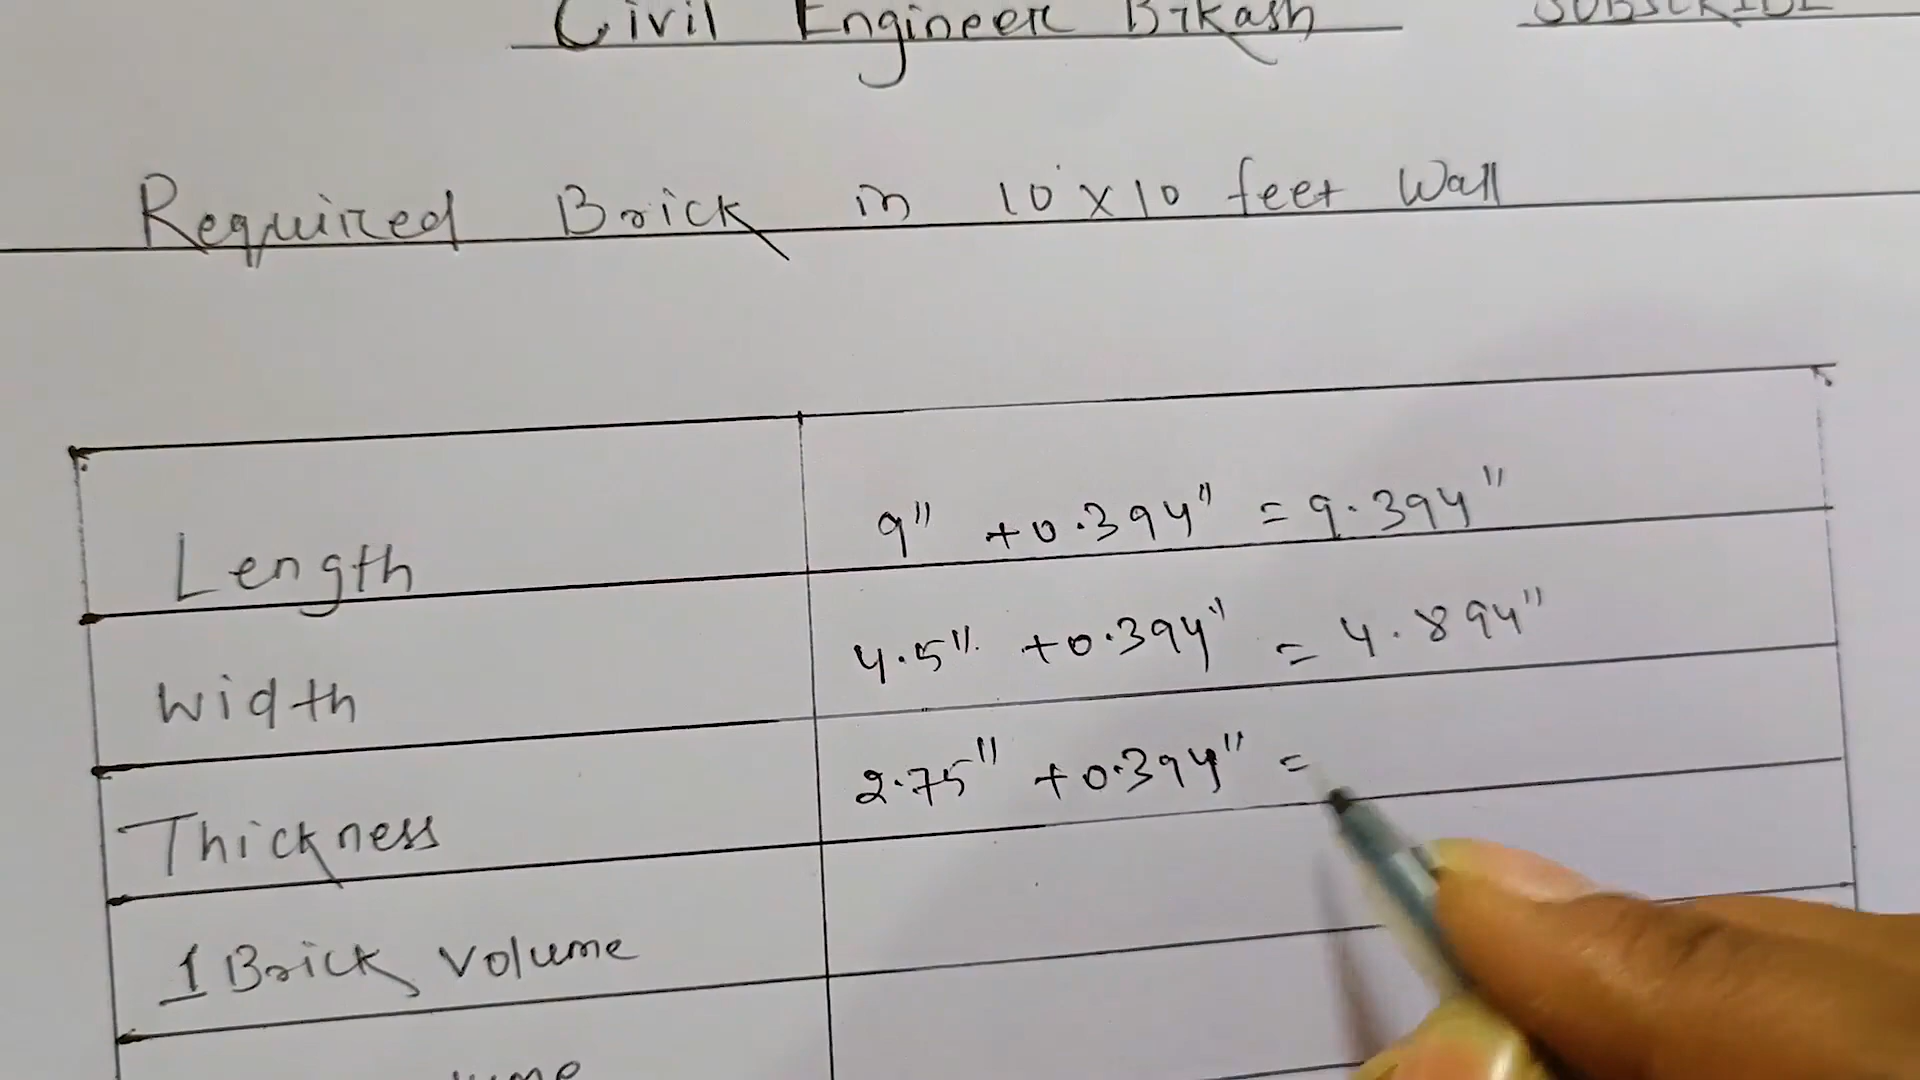 Civil Engineer Bikash SUBSCRIBE
Required Brick in 10'x10 feet Wall
Length 9" +0.394" = 9.394"
Width 4.5" +0.394" = 4.894"
Thickness 2.75" +0.394" =
1 Brick volume